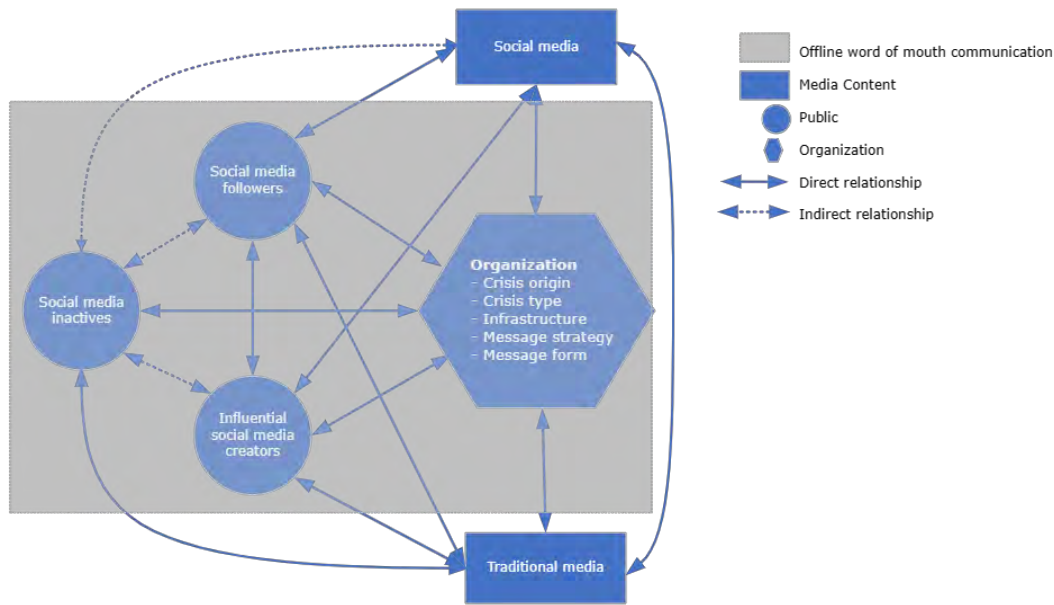 Social media
Offline word of mouth communication
Media Content
Public
Organization
Direct relationship
Indirect relationship
Social media
followers
Organization
- Crisis origin
- Crisis type
- Infrastructure
- Message strategy
- Message form
Social media
inactives
Influential
social media
creators
Traditional media